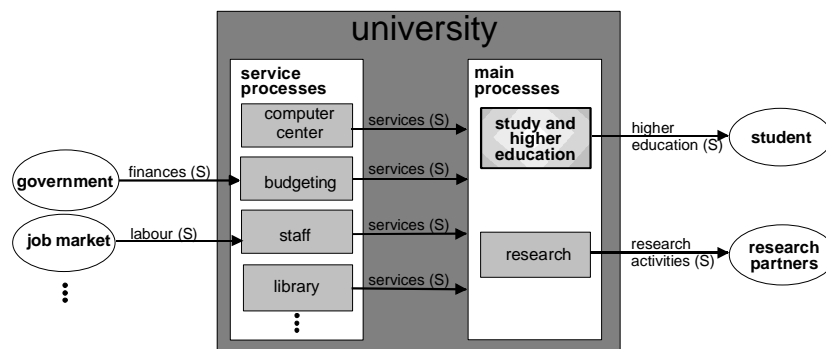 university
service
processes
main
processes
computer
center
services (S)
study and
higher
education
higher
education (S)
student
government
finances (S)
budgeting
services (S)
job market
labour (S)
staff
services (S)
research
research
activities (S)
research
partners
library
services (S)